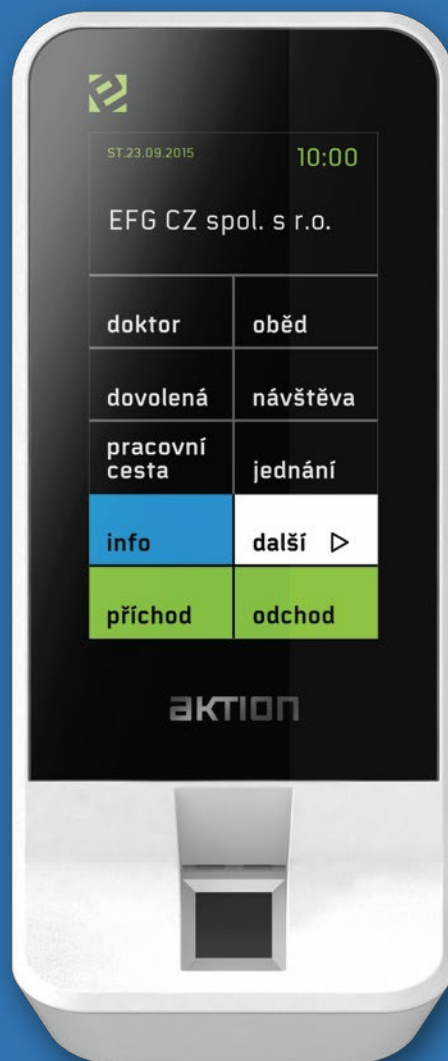 ST.23.09.2015 10:00
EFG CZ spol. s r.o.
doktor oběd
dovolená návštěva
pracovní
cesta jednání
info další
příchod odchod
aktion